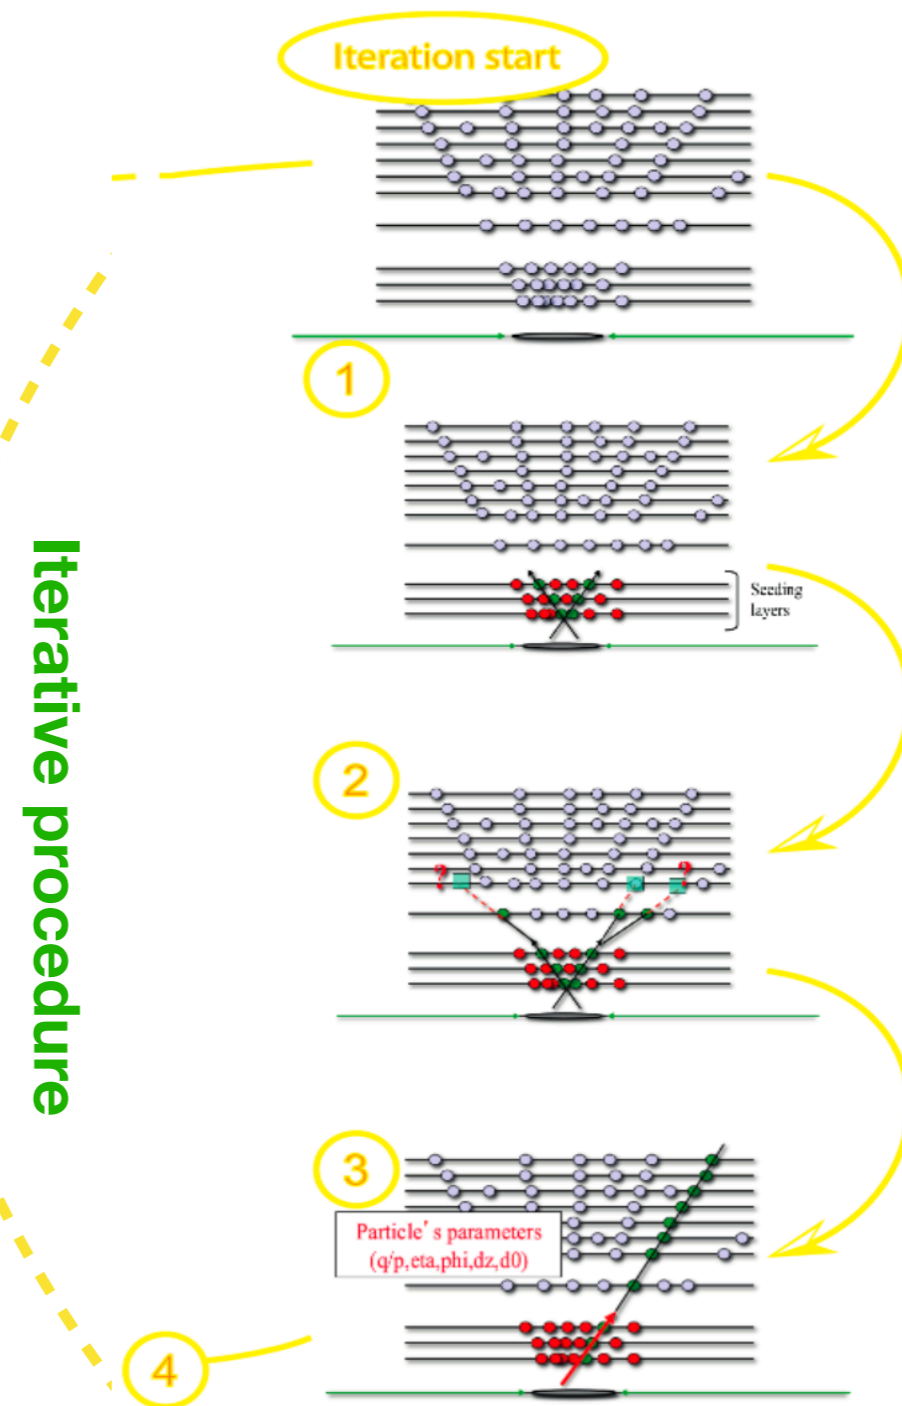 Iteration start
1
Seeding
layers
Iterative procedure
2
?
?
3
Particle's parameters
(q/p,eta,phi,dz,d0)
4